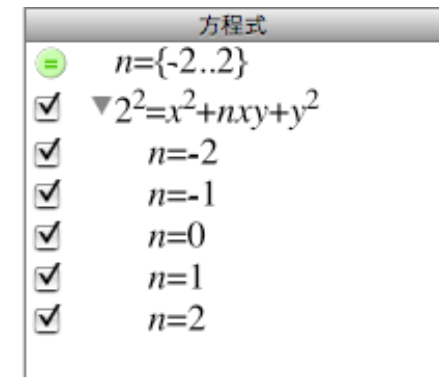 方程式
n={-2..2}
2²=x²+nxy+y²
n=-2
n=-1
n=0
n=1
n=2